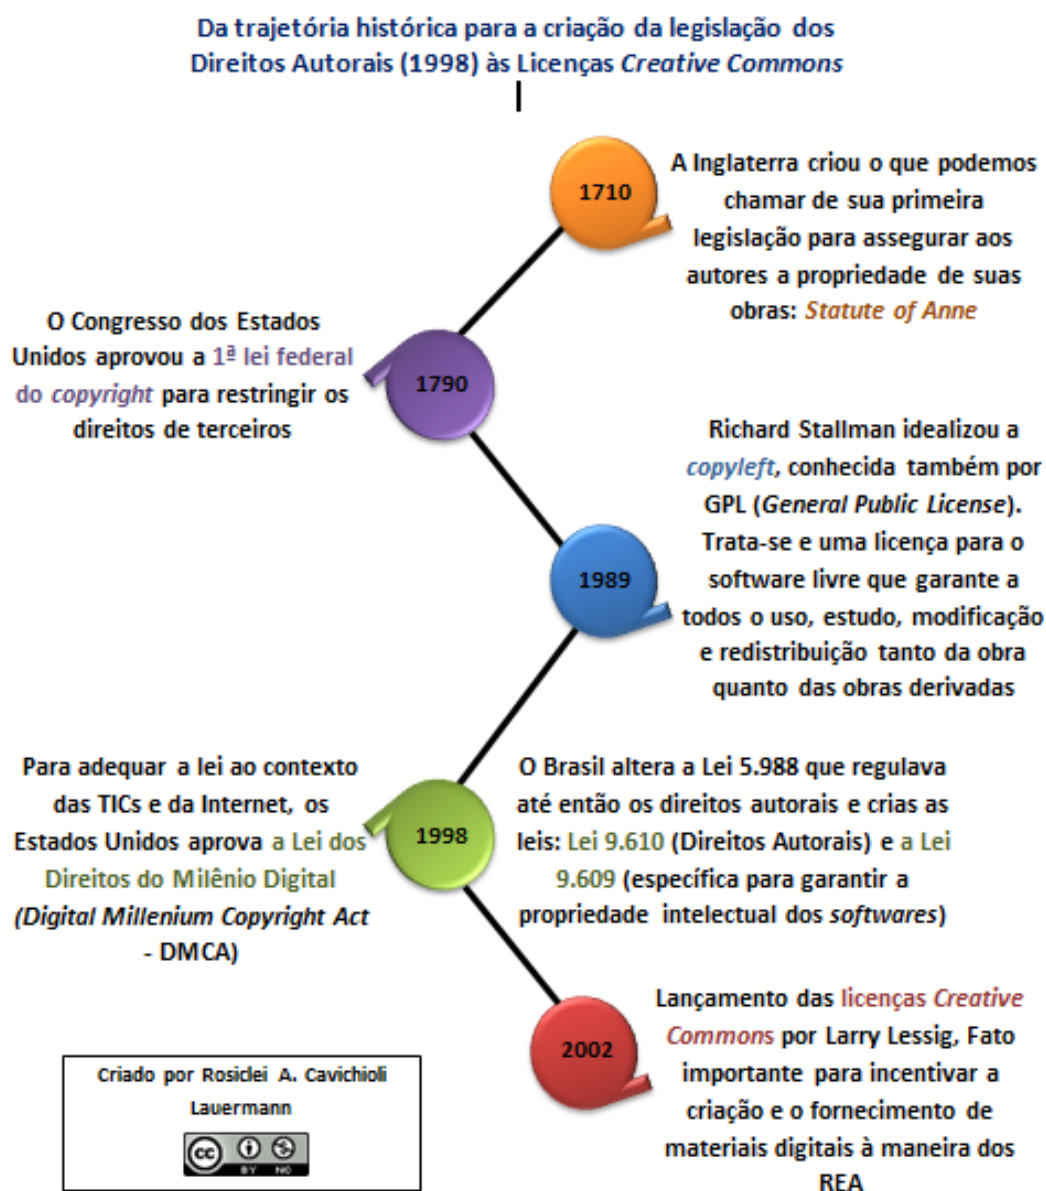 Da trajetória histórica para a criação da legislação dos
Direitos Autorais (1998) às Licenças Creative Commons
1710
A Inglaterra criou o que podemos
chamar de sua primeira
legislação para assegurar aos
autores a propriedade de suas
obras: Statute of Anne
O Congresso dos Estados
Unidos aprovou a 1ª lei federal
do copyright para restringir os
direitos de terceiros
1790
Richard Stallman idealizou a
copyleft, conhecida também por
GPL (General Public License).
Trata-se e uma licença para o
software livre que garante a
todos o uso, estudo, modificação
e redistribuição tanto da obra
quanto das obras derivadas
1989
Para adequar a lei ao contexto
das TICs e da Internet, os
Estados Unidos aprova a Lei dos
Direitos do Milênio Digital
(Digital Millenium Copyright Act
- DMCA)
1998
O Brasil altera a Lei 5.988 que regulava
até então os direitos autorais e crias as
leis: Lei 9.610 (Direitos Autorais) e a Lei
9.609 (específica para garantir a
propriedade intelectual dos softwares)
2002
Lançamento das licenças Creative
Commons por Larry Lessig, Fato
importante para incentivar a
criação e o fornecimento de
materiais digitais à maneira dos
REA
Criado por Rosiclei A. Cavichioli
Lauermann
cc
BY NC